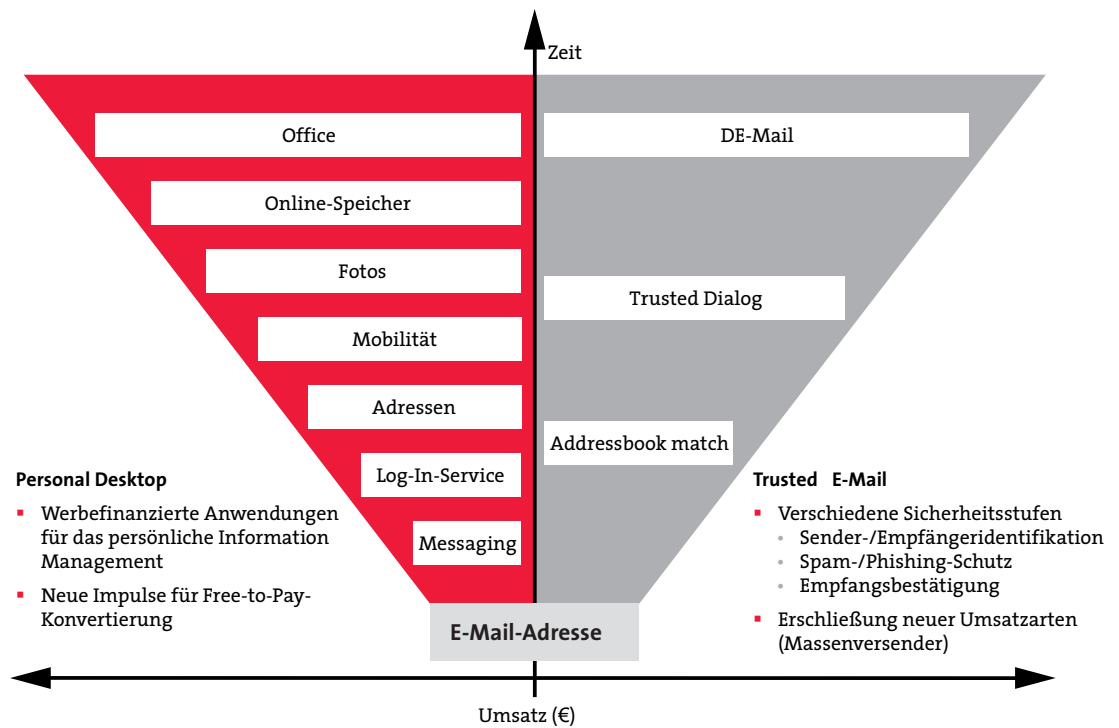 Zeit
Office
DE-Mail
Online-Speicher
Fotos
Trusted Dialog
Mobilität
Adressen
Addressbook match
Log-In-Service
Messaging
Personal Desktop
▪ Werbefinanzierte Anwendungen
für das persönliche Information
Management
▪ Neue Impulse für Free-to-Pay-
Konvertierung
Trusted E-Mail
▪ Verschiedene Sicherheitsstufen
• Sender-/Empfängeridentifikation
• Spam-/Phishing-Schutz
• Empfangsbestätigung
▪ Erschließung neuer Umsatzarten
(Massenversender)
E-Mail-Adresse
Umsatz (€)